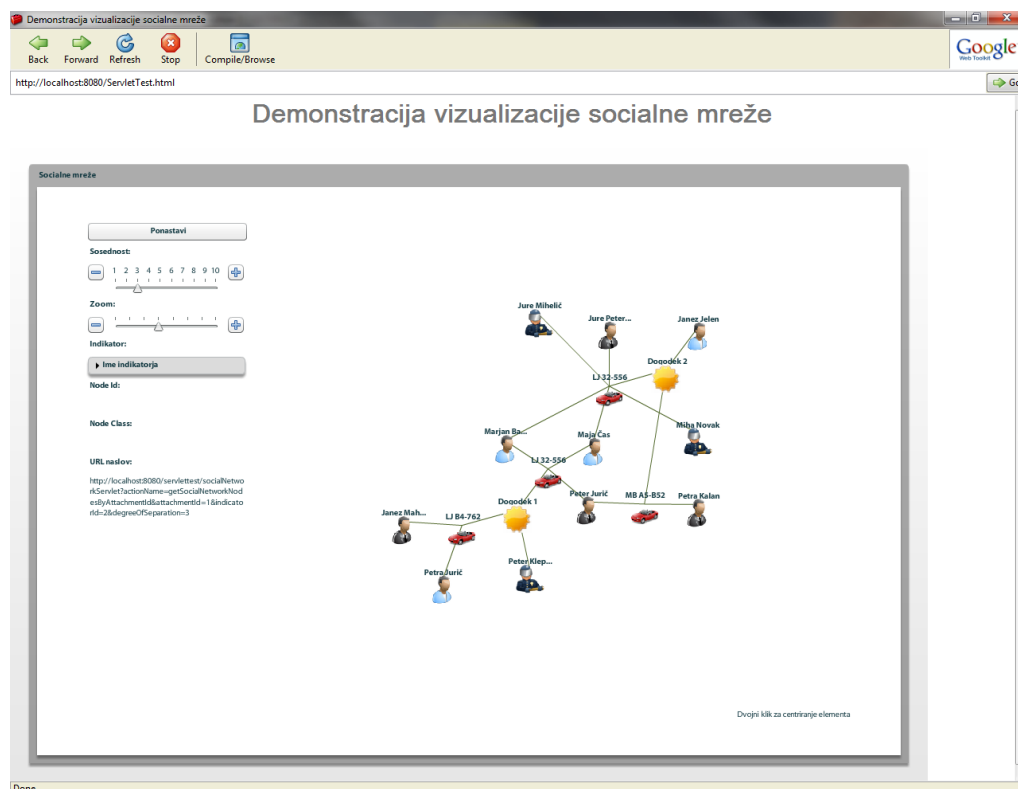 Demonstracija vizualizacije socialne mreže
Back Forward Refresh Stop Compile/Browse
Google
Web Toolkit
http://localhost:8080/ServletTest.html
Go
Demonstracija vizualizacije socialne mreže
Socialne mreže
Ponastavi
Sosednost:
1 2 3 4 5 6 7 8 9 10
Zoom:
Indikator:
Ime indikatorja
Node Id:
Node Class:
URL naslov:
http://localhost:8080/servlettest/socialNetwo
rkServlet?actionName=getSocialNetworkNod
esByAttachmentId&attachmentId=1&indicato
rId=2&degreeOfSeparation=3
Jure Mihelić
Jure Peter...
Janez Jelen
Dogodek 2
LJ 32-556
Marjan Ba...
Maja Čas
Miha Novak
LJ 32-556
Dogodek 1
Peter Jurič
MB A5-B52
Petra Kalan
Janez Mah...
LJ B4-762
Petra Jurič
Peter Klep...
Dvojni klik za centriranje elementa
Done